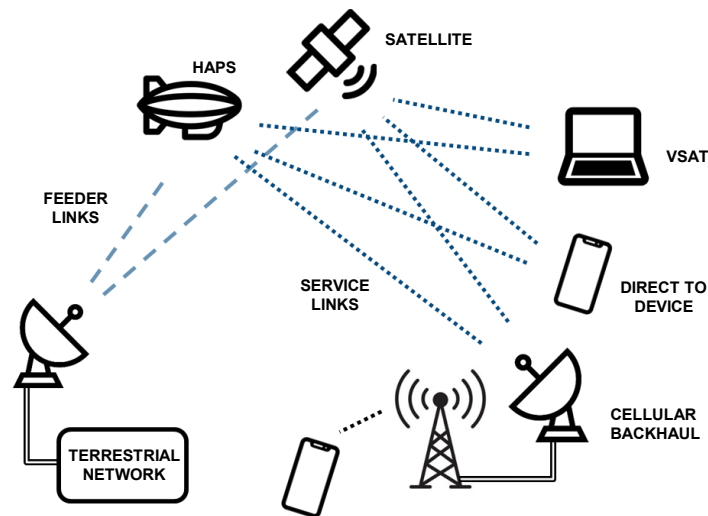 SATELLITE
HAPS
VSAT
FEEDER
LINKS
SERVICE
LINKS
DIRECT TO
DEVICE
CELLULAR
BACKHAUL
TERRESTRIAL
NETWORK